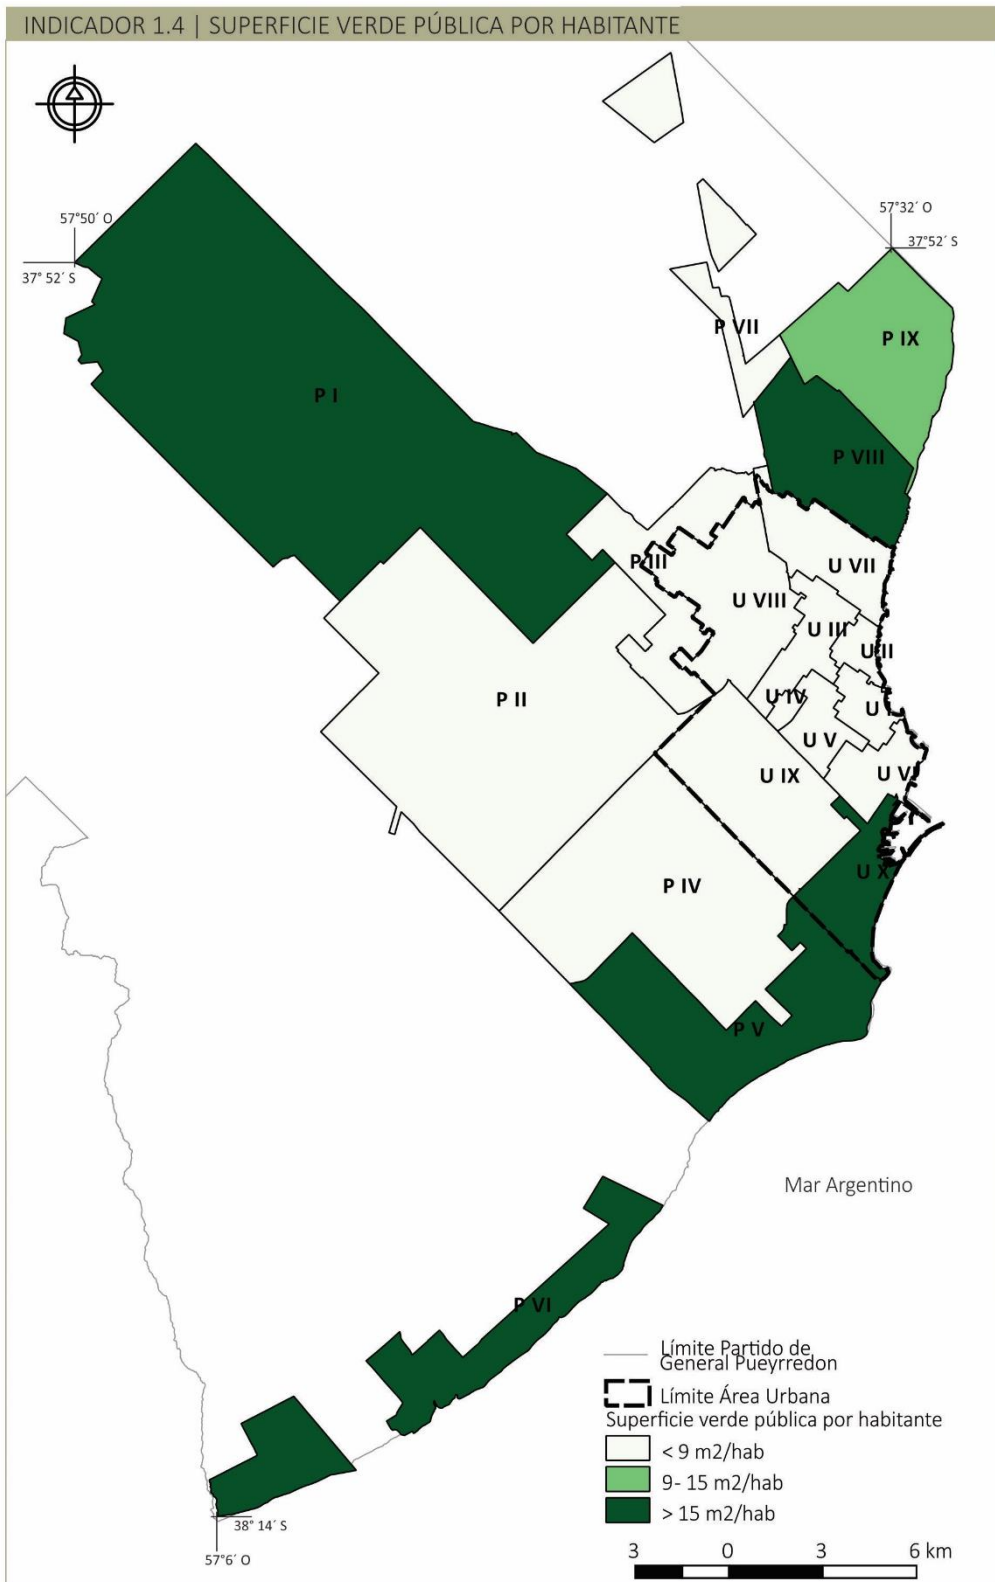 INDICADOR 1.4 | SUPERFICIE VERDE PÚBLICA POR HABITANTE
57°50´ O
37° 52´ S
57°32´ O
37°52´ S
P VII
P IX
P I
P VIII
P III
U VII
U VIII
U III
U II
P II
U IV
U I
U V
U IX
U VI
P IV
U X
P V
Mar Argentino
P VI
Límite Partido de
General Pueyrredon
Límite Área Urbana
Superficie verde pública por habitante
< 9 m2/hab
9- 15 m2/hab
> 15 m2/hab
38° 14´ S
57°6´ O
3 0 3 6 km